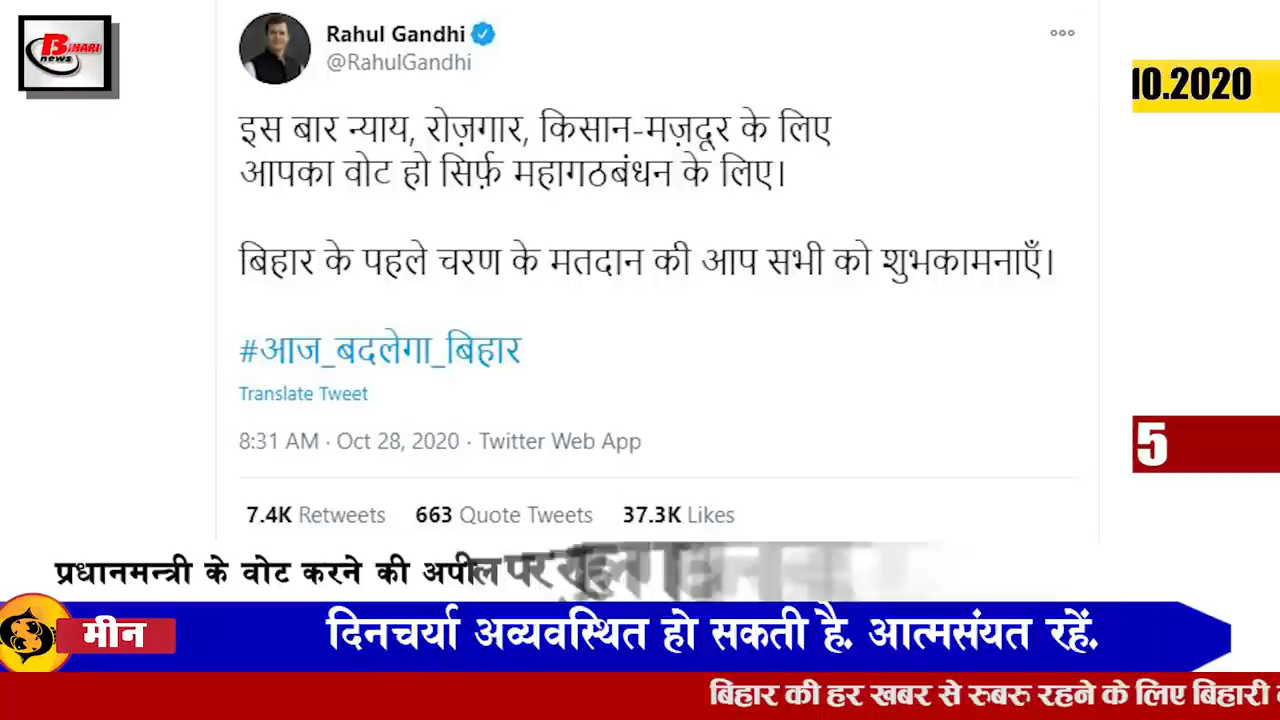 BIHARI
news
Rahul Gandhi
@RahulGandhi
10.2020
इस बार न्याय, रोज़गार, किसान-मज़दूर के लिए
आपका वोट हो सिर्फ़ महागठबंधन के लिए।
बिहार के पहले चरण के मतदान की आप सभी को शुभकामनाएँ।
#आज_बदलेगा_बिहार
Translate Tweet
8:31 AM · Oct 28, 2020 · Twitter Web App
5
7.4K Retweets 663 Quote Tweets 37.3K Likes
प्रधानमन्त्री के वोट करने की अपील पर
मीन
दिनचर्या अव्यवस्थित हो सकती है. आत्मसंयत रहें.
बिहार की हर खबर से रुबरु रहने के लिए बिहारी